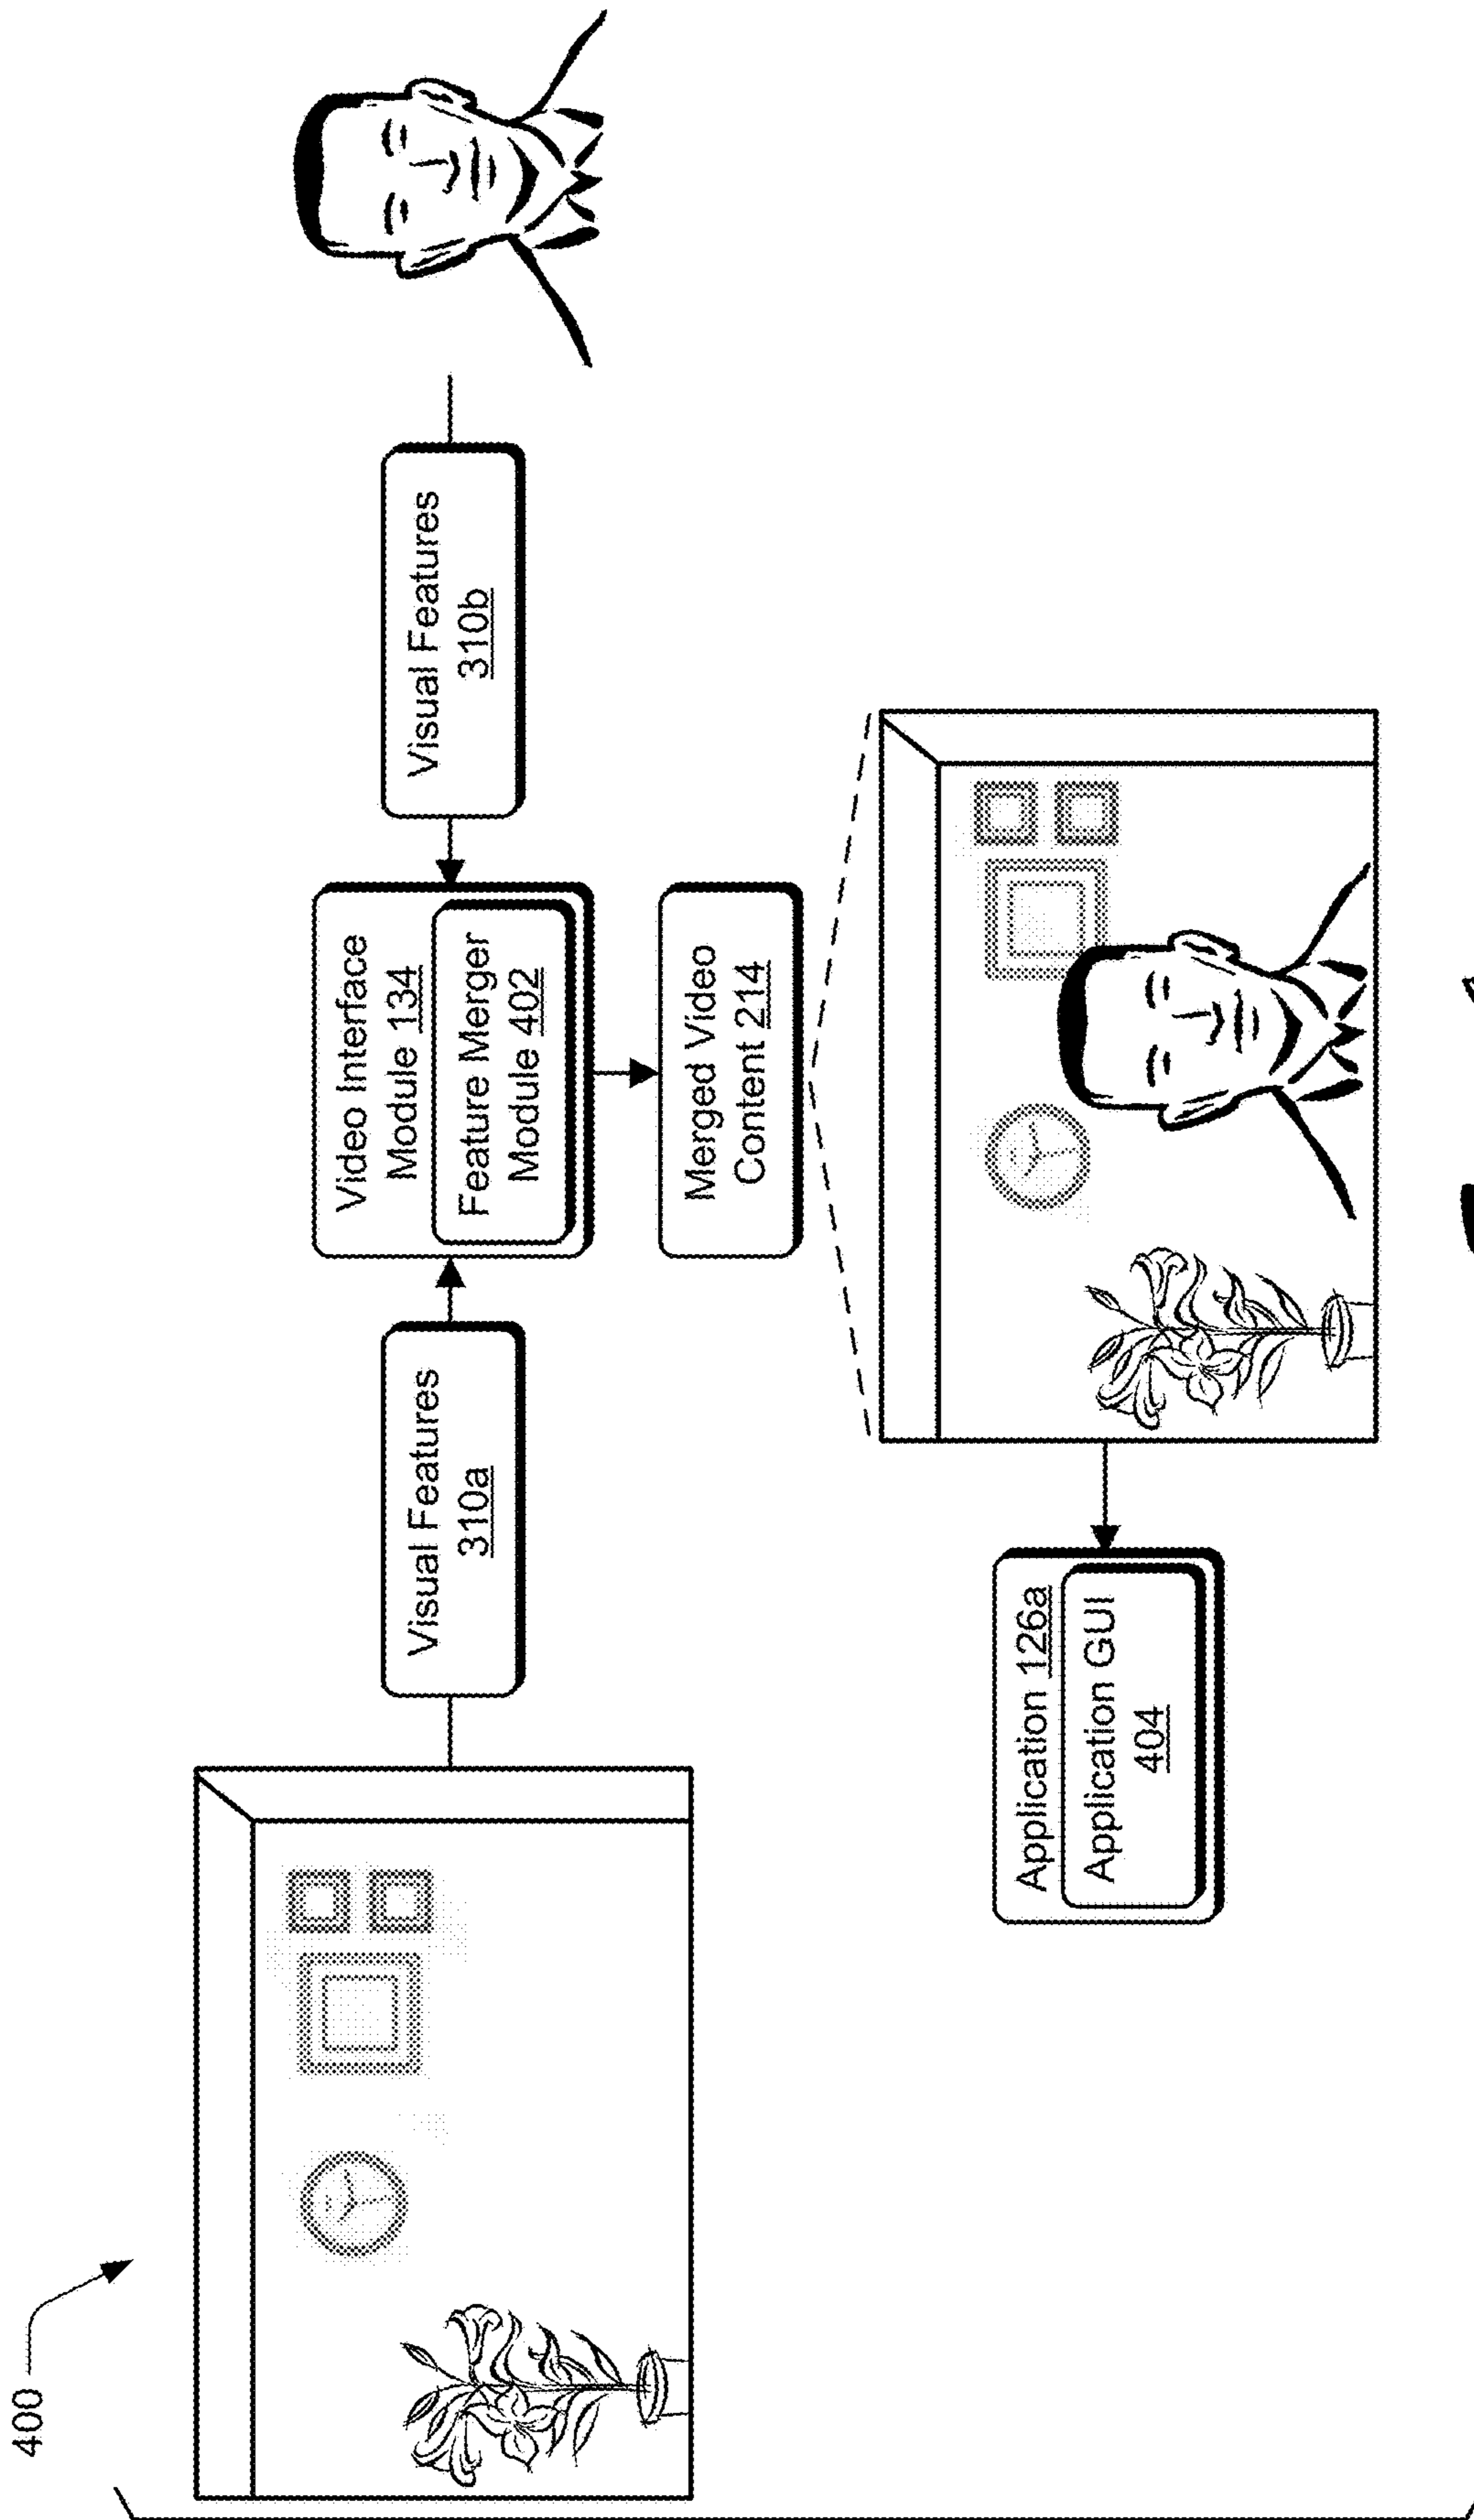 400
Visual Features
310a
Video Interface
Module 134
Feature Merger
Module 402
Visual Features
310b
Merged Video
Content 214
Application 126a
Application GUI
404